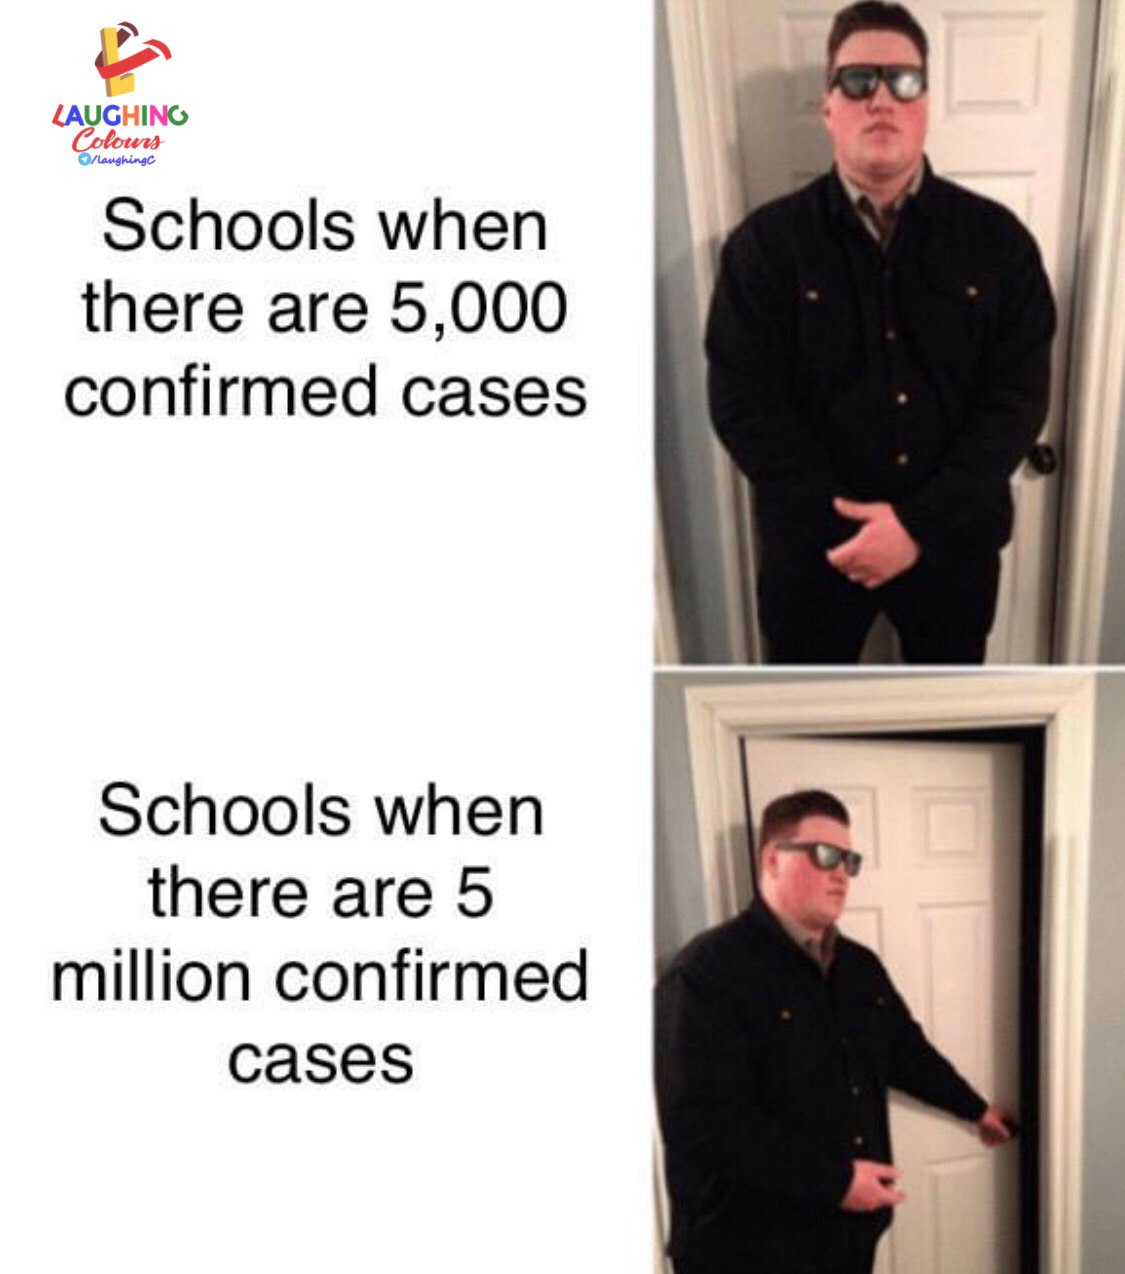 LAUGHING
Colours
/laughingC
Schools when
there are 5,000
confirmed cases
Schools when
there are 5
million confirmed
cases